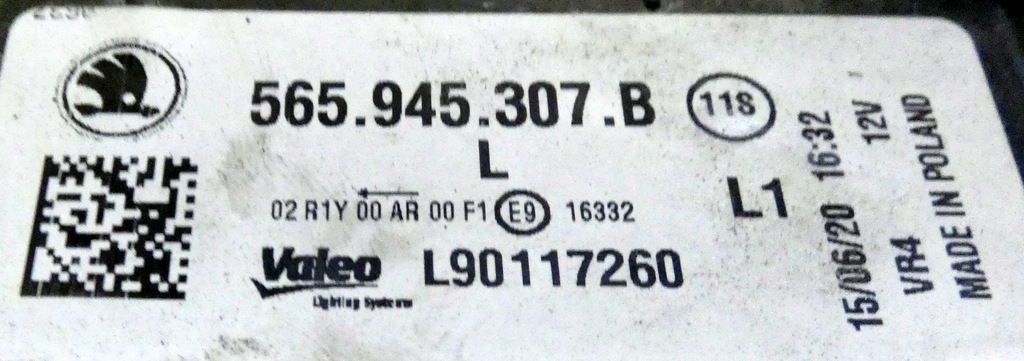 565.945.307.B 118
L
02 R1Y 00 AR 00 F1 E9 16332
L1
Valeo L90117260
Lighting Systems
15/06/20 16:32
VR4 12V
MADE IN POLAND